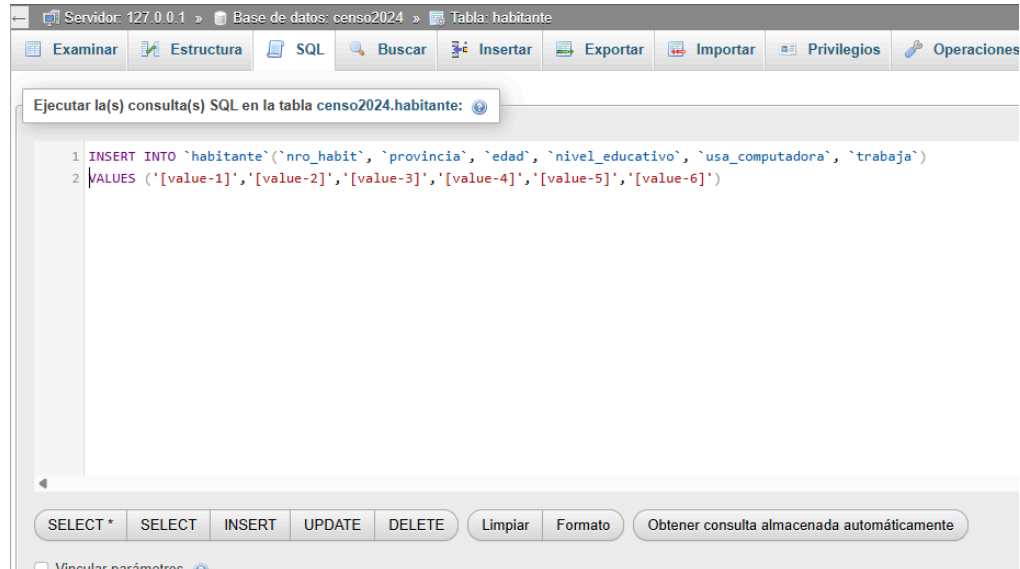 ← Servidor: 127.0.0.1 » Base de datos: censo2024 » Tabla: habitante
Examinar Estructura SQL Buscar Insertar Exportar Importar Privilegios Operaciones
Ejecutar la(s) consulta(s) SQL en la tabla censo2024.habitante:
1 INSERT INTO `habitante`(`nro_habit`, `provincia`, `edad`, `nivel_educativo`, `usa_computadora`, `trabaja`)
2 VALUES ('[value-1]','[value-2]','[value-3]','[value-4]','[value-5]','[value-6]')
SELECT * SELECT INSERT UPDATE DELETE Limpiar Formato Obtener consulta almacenada automáticamente
Vincular parámetros